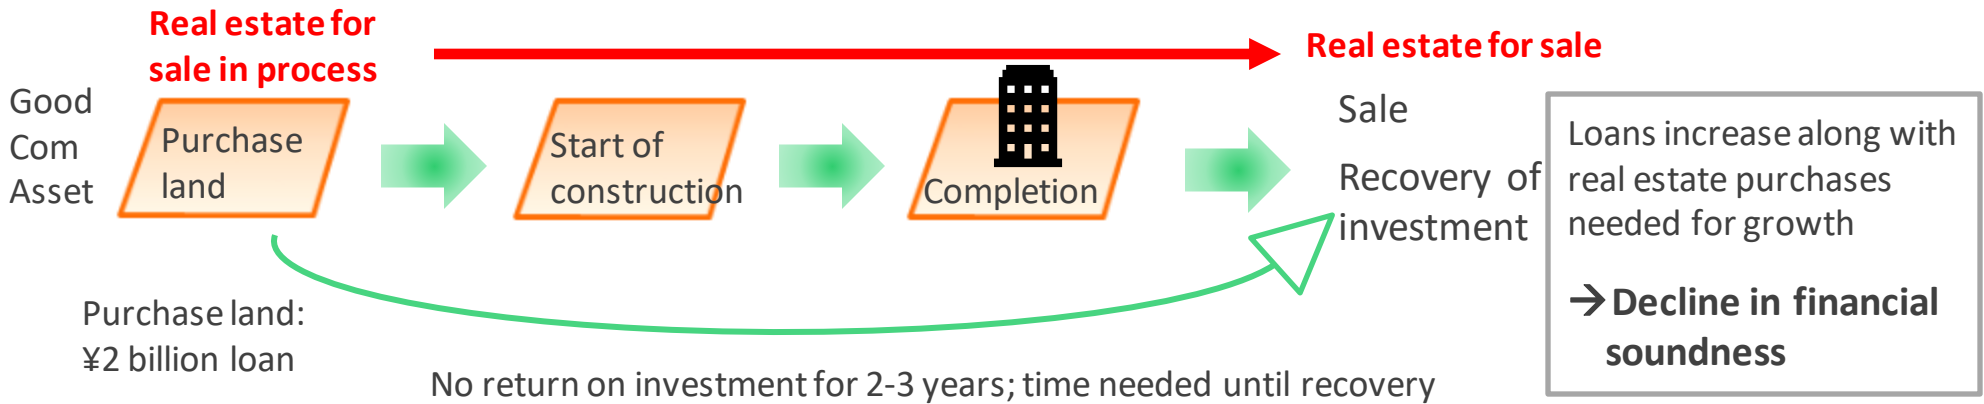 Real estate for
sale in process
Real estate for sale
Good
Com
Asset
Purchase
land
Start of
construction
Completion
Sale
Recovery of
investment
Loans increase along with
real estate purchases
needed for growth
→ Decline in financial
soundness
Purchase land:
¥2 billion loan
No return on investment for 2-3 years; time needed until recovery